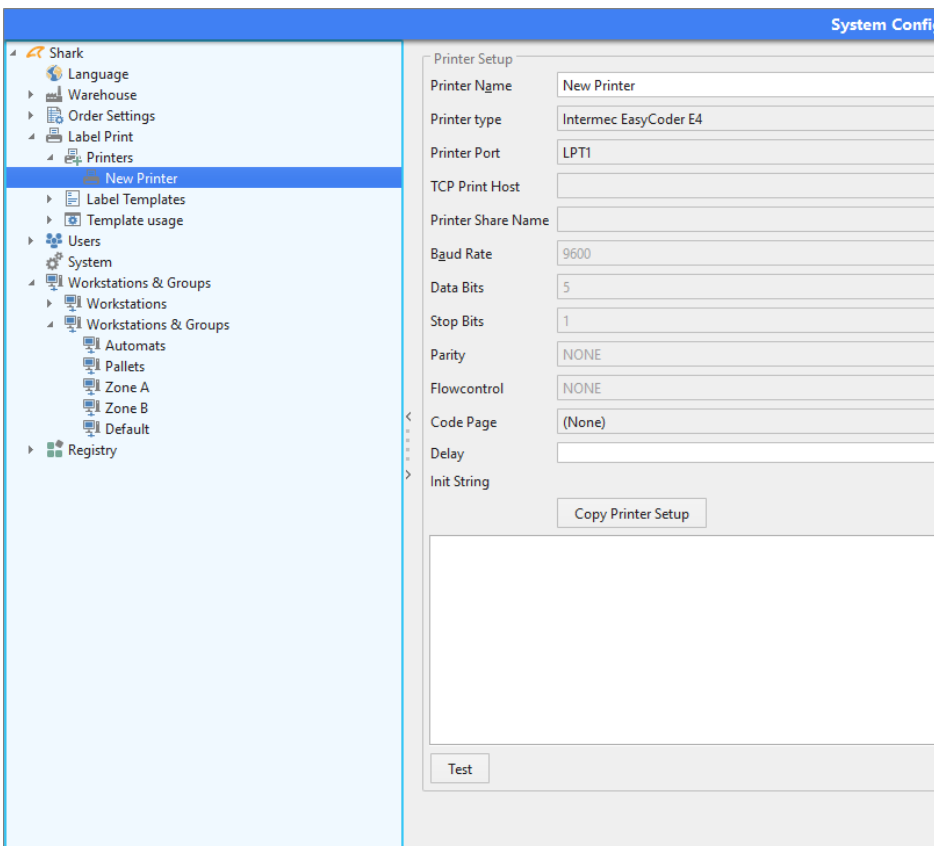 System Confi
Shark
Language
Warehouse
Order Settings
Label Print
Printers
New Printer
Label Templates
Template usage
Users
System
Workstations & Groups
Workstations
Workstations & Groups
Automats
Pallets
Zone A
Zone B
Default
Registry
Printer Setup
Printer Name New Printer
Printer type Intermec EasyCoder E4
Printer Port LPT1
TCP Print Host
Printer Share Name
Baud Rate 9600
Data Bits 5
Stop Bits 1
Parity NONE
Flowcontrol NONE
Code Page (None)
Delay
Init String
Copy Printer Setup
Test